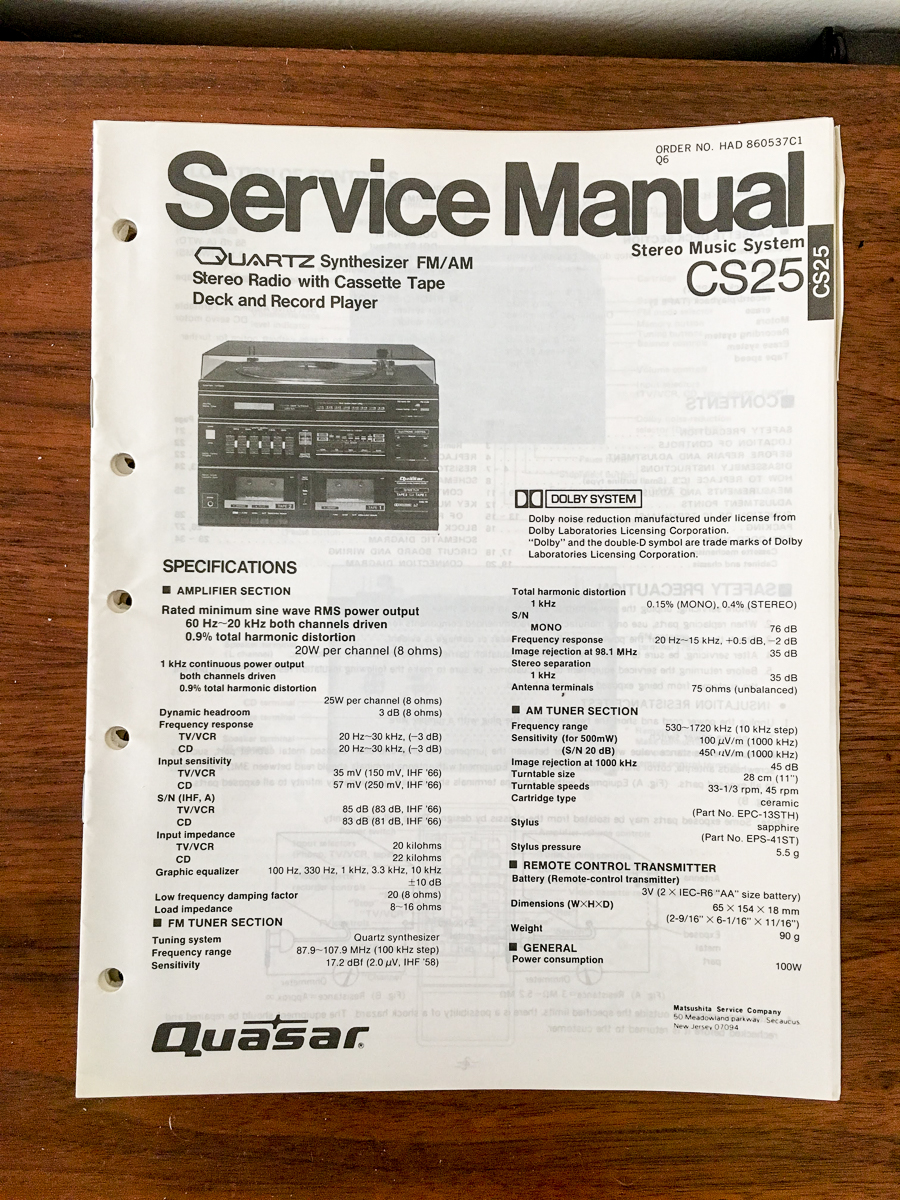 ORDER NO. HAD 860537C1
Q6
Service Manual
Stereo Music System
CS25
CS25
QUARTZ Synthesizer FM/AM
Stereo Radio with Cassette Tape
Deck and Record Player
DOLBY SYSTEM
Dolby noise reduction manufactured under license from
Dolby Laboratories Licensing Corporation.
"Dolby" and the double-D symbol are trade marks of Dolby
Laboratories Licensing Corporation.
SPECIFICATIONS
■ AMPLIFIER SECTION
Rated minimum sine wave RMS power output
60 Hz~20 kHz both channels driven
0.9% total harmonic distortion
20W per channel (8 ohms)
1 kHz continuous power output
both channels driven
0.9% total harmonic distortion
25W per channel (8 ohms)
Dynamic headroom 3 dB (8 ohms)
Frequency response
TV/VCR 20 Hz~30 kHz, (−3 dB)
CD 20 Hz~30 kHz, (−3 dB)
Input sensitivity
TV/VCR 35 mV (150 mV, IHF '66)
CD 57 mV (250 mV, IHF '66)
S/N (IHF, A)
TV/VCR 85 dB (83 dB, IHF '66)
CD 83 dB (81 dB, IHF '66)
Input impedance
TV/VCR 20 kilohms
CD 22 kilohms
Graphic equalizer 100 Hz, 330 Hz, 1 kHz, 3.3 kHz, 10 kHz
±10 dB
Low frequency damping factor 20 (8 ohms)
Load impedance 8~16 ohms
■ FM TUNER SECTION
Tuning system Quartz synthesizer
Frequency range 87.9~107.9 MHz (100 kHz step)
Sensitivity 17.2 dBf (2.0 µV, IHF '58)
Total harmonic distortion
1 kHz 0.15% (MONO), 0.4% (STEREO)
S/N
MONO 76 dB
Frequency response 20 Hz~15 kHz, +0.5 dB, −2 dB
Image rejection at 98.1 MHz 35 dB
Stereo separation
1 kHz 35 dB
Antenna terminals 75 ohms (unbalanced)
■ AM TUNER SECTION
Frequency range 530~1720 kHz (10 kHz step)
Sensitivity (for 500mW) 100 µV/m (1000 kHz)
(S/N 20 dB) 450 µV/m (1000 kHz)
Image rejection at 1000 kHz 45 dB
Turntable size 28 cm (11")
Turntable speeds 33-1/3 rpm, 45 rpm
Cartridge type ceramic
(Part No. EPC-13STH)
Stylus sapphire
(Part No. EPS-41ST)
Stylus pressure 5.5 g
■ REMOTE CONTROL TRANSMITTER
Battery (Remote-control transmitter)
3V (2 × IEC-R6 "AA" size battery)
Dimensions (W×H×D) 65 × 154 × 18 mm
(2-9/16" × 6-1/16" × 11/16")
Weight 90 g
■ GENERAL
Power consumption 100W
Quasar®
Matsushita Service Company
50 Meadowland parkway Secaucus
New Jersey 07094